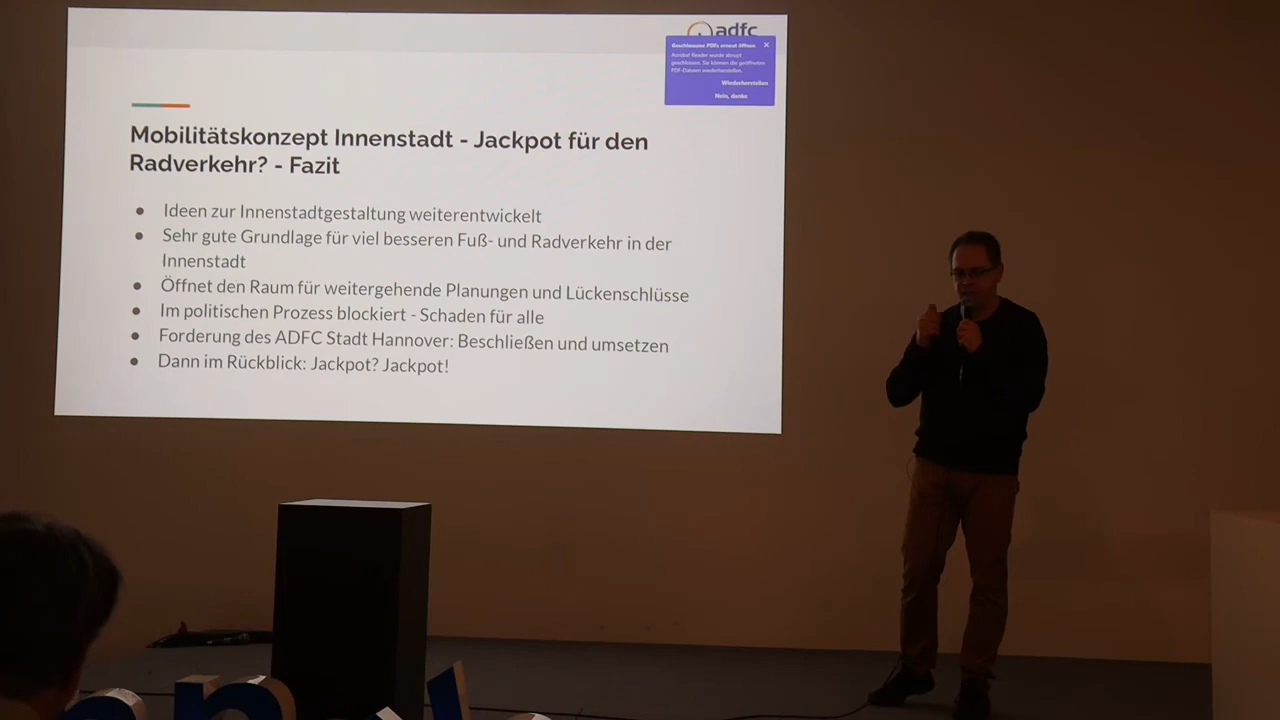 adfc
Geschlossene PDFs erneut öffnen
Acrobat Reader wurde abrupt
geschlossen. Sie können die geöffneten
PDF-Dateien wiederherstellen.
Wiederherstellen
Nein, danke
Mobilitätskonzept Innenstadt - Jackpot für den
Radverkehr? - Fazit
● Ideen zur Innenstadtgestaltung weiterentwickelt
● Sehr gute Grundlage für viel besseren Fuß- und Radverkehr in der
Innenstadt
● Öffnet den Raum für weitergehende Planungen und Lückenschlüsse
● Im politischen Prozess blockiert - Schaden für alle
● Forderung des ADFC Stadt Hannover: Beschließen und umsetzen
● Dann im Rückblick: Jackpot? Jackpot!